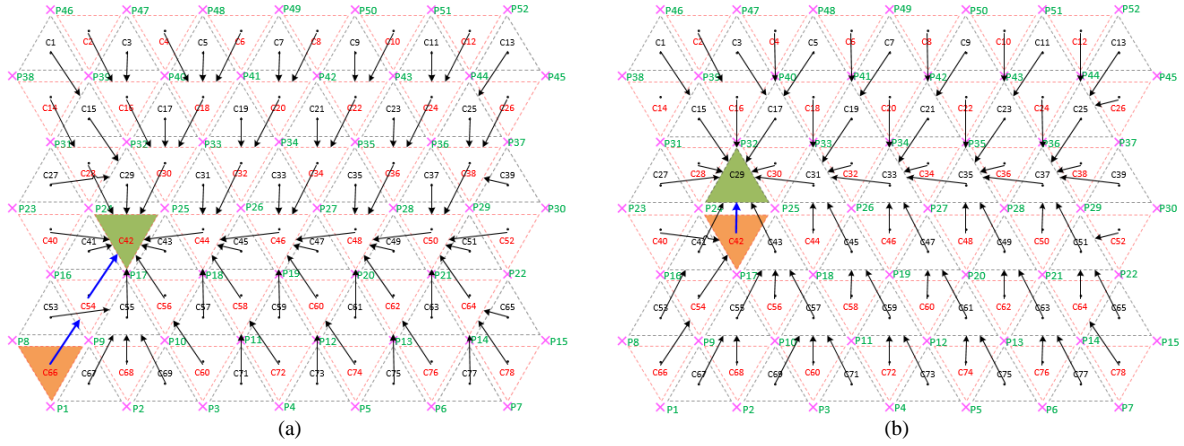 P46 P47 P48 P49 P50 P51 P52
C1 C2 C3 C4 C5 C6 C7 C8 C9 C10 C11 C12 C13
P38 P39 P40 P41 P42 P43 P44 P45
C14 C15 C16 C17 C18 C19 C20 C21 C22 C23 C24 C25 C26
P31 P32 P33 P34 P35 P36 P37
C27 C28 C29 C30 C31 C32 C33 C34 C35 C36 C37 C38 C39
P23 P24 P25 P26 P27 P28 P29 P30
C40 C41 C42 C43 C44 C45 C46 C47 C48 C49 C50 C51 C52
P16 P17 P18 P19 P20 P21 P22
C53 C54 C55 C56 C57 C58 C59 C60 C61 C62 C63 C64 C65
P8 P9 P10 P11 P12 P13 P14 P15
C66 C67 C68 C69 C60 C71 C72 C73 C74 C75 C76 C77 C78
P1 P2 P3 P4 P5 P6 P7
(a)
P46 P47 P48 P49 P50 P51 P52
C1 C2 C3 C4 C5 C6 C7 C8 C9 C10 C11 C12 C13
P38 P39 P40 P41 P42 P43 P44 P45
C14 C15 C16 C17 C18 C19 C20 C21 C22 C23 C24 C25 C26
P31 P32 P33 P34 P35 P36 P37
C27 C28 C29 C30 C31 C32 C33 C34 C35 C36 C37 C38 C39
P23 P24 P25 P26 P27 P28 P29 P30
C40 C41 C42 C43 C44 C45 C46 C47 C48 C49 C50 C51 C52
P16 P17 P18 P19 P20 P21 P22
C53 C54 C55 C56 C57 C58 C59 C60 C61 C62 C63 C64 C65
P8 P9 P10 P11 P12 P13 P14 P15
C66 C67 C68 C69 C60 C71 C72 C73 C74 C75 C76 C77 C78
P1 P2 P3 P4 P5 P6 P7
(b)